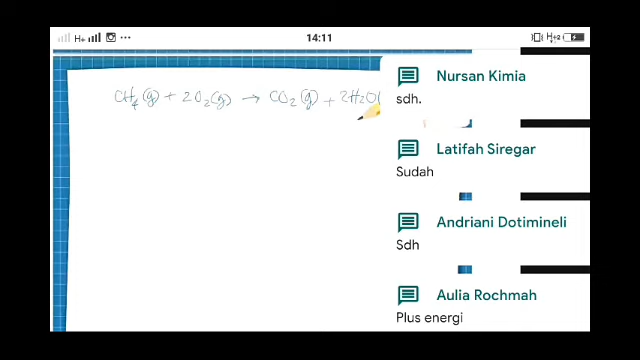 H+ 14:11 H+2
CH₄(g) + 2O₂(g) → CO₂(g) + 2H₂O(
Nursan Kimia
sdh.
Latifah Siregar
Sudah
Andriani Dotimineli
Sdh
Aulia Rochmah
Plus energi